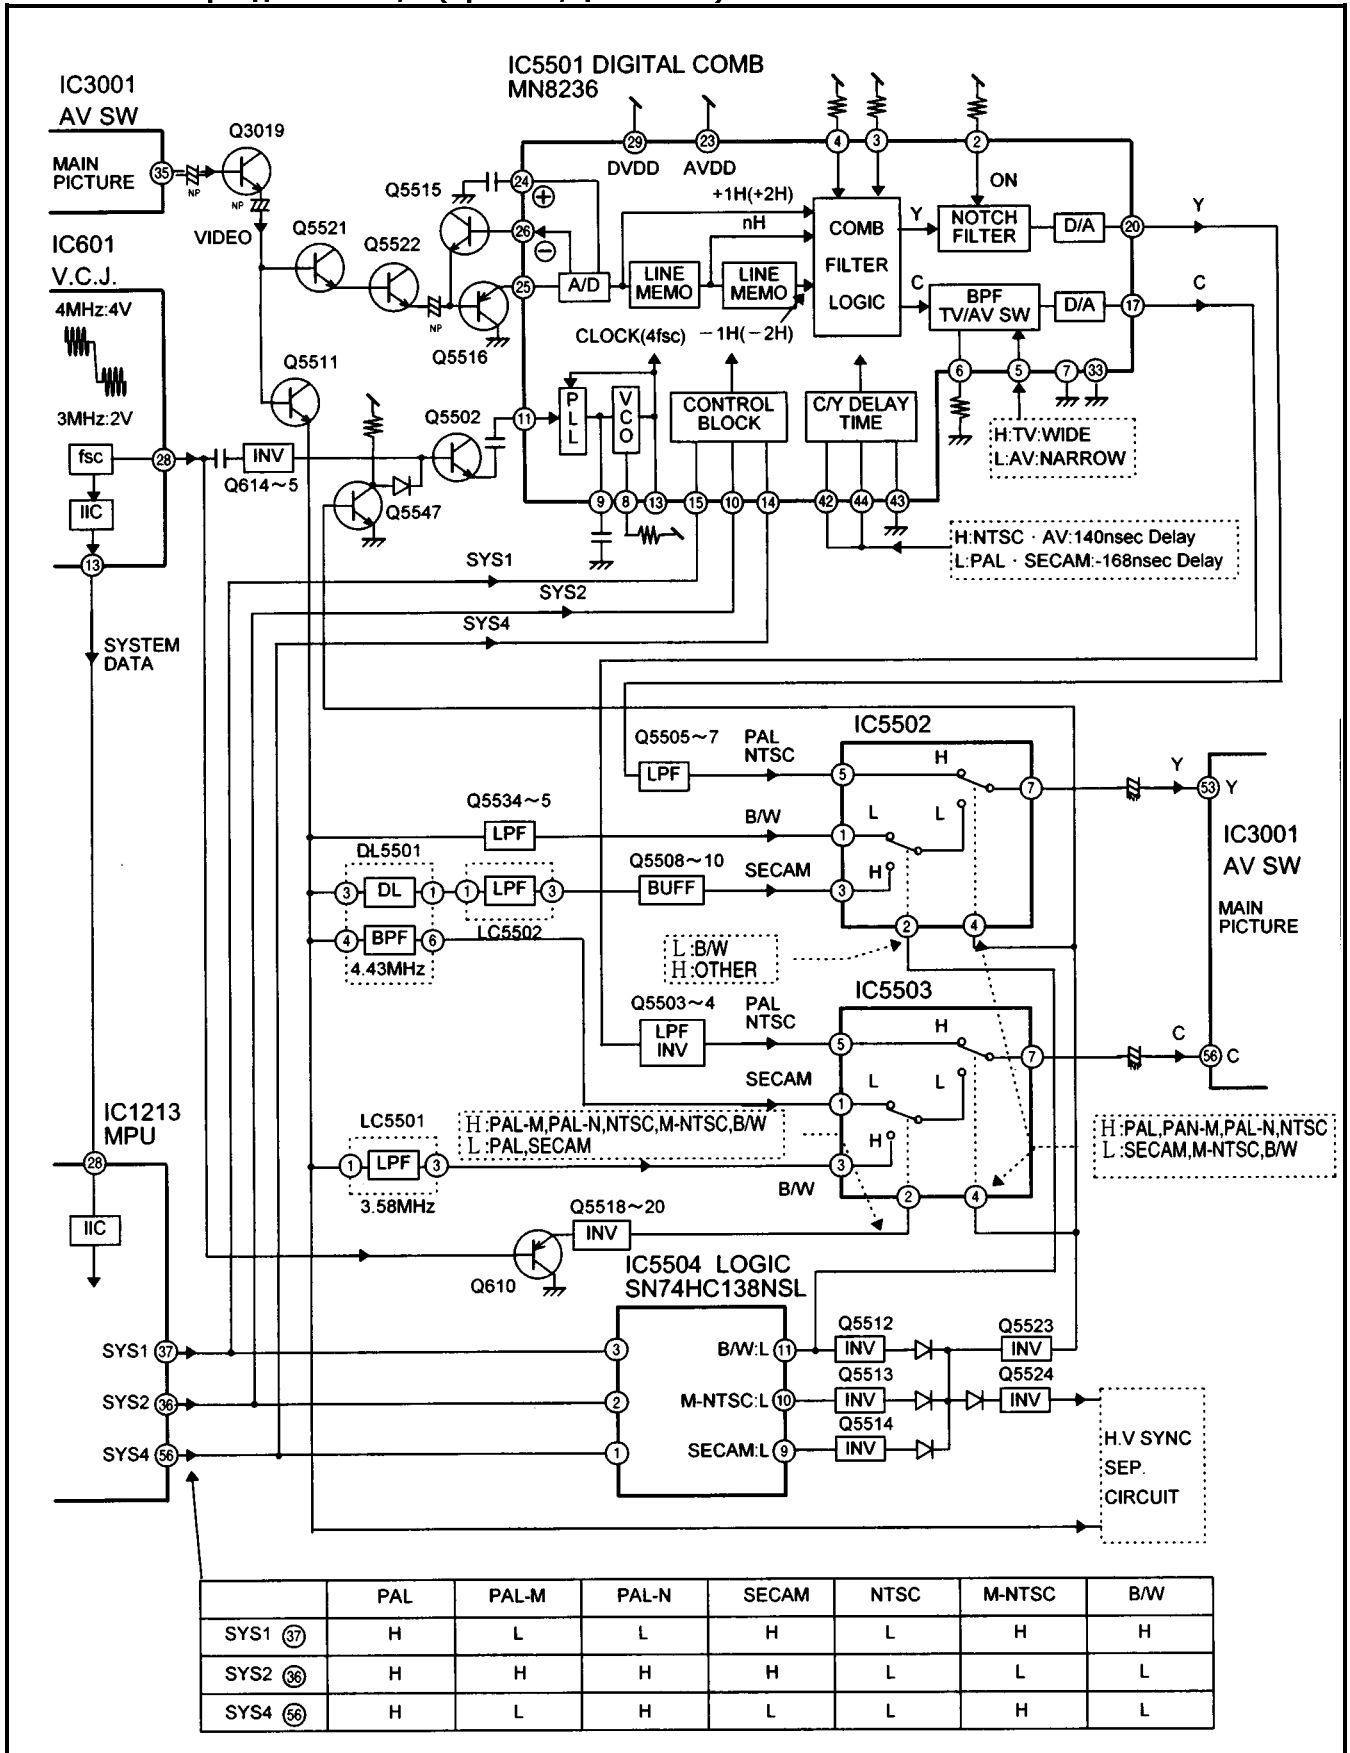 IC5501 DIGITAL COMB
MN8236
IC3001
AV SW
MAIN
PICTURE
35
NP
Q3019
NP
VIDEO
IC601
V.C.J.
4MHz:4V
3MHz:2V
fsc
28
IIC
13
SYSTEM
DATA
Q5521
Q5522
NP
Q5515
Q5516
Q5511
Q5502
INV
Q614～5
Q5547
29
DVDD
23
AVDD
4
3
2
ON
24
26
25
A/D
+1H(+2H)
nH
LINE
MEMO
LINE
MEMO
CLOCK(4fsc)
－1H(－2H)
COMB
FILTER
LOGIC
Y
C
NOTCH
FILTER
D/A
20
Y
BPF
TV/AV SW
D/A
17
C
6
5
7
33
11
PLL
VCO
CONTROL
BLOCK
C/Y DELAY
TIME
H:TV:WIDE
L:AV:NARROW
9
8
13
15
10
14
42
44
43
H:NTSC · AV:140nsec Delay
L:PAL · SECAM:-168nsec Delay
SYS1
SYS2
SYS4
IC5502
Q5505～7
LPF
PAL
NTSC
5
H
7
NP
Y
53
Y
Q5534～5
LPF
B/W
1
L
L
DL5501
3
DL
1
1
LPF
3
Q5508～10
BUFF
SECAM
3
H
4
BPF
6
LC5502
4.43MHz
2
4
L:B/W
H:OTHER
IC3001
AV SW
MAIN
PICTURE
IC5503
Q5503～4
LPF
INV
PAL
NTSC
5
H
7
NP
C
56
C
SECAM
1
L
L
H
3
B/W
2
4
IC1213
MPU
28
IIC
LC5501
1
LPF
3
3.58MHz
H:PAL-M,PAL-N,NTSC,M-NTSC,B/W
L:PAL,SECAM
H:PAL,PAN-M,PAL-N,NTSC
L:SECAM,M-NTSC,B/W
Q5518～20
INV
Q610
IC5504 LOGIC
SN74HC138NSL
SYS1 37
3
B/W:L 11
Q5512
INV
Q5523
INV
SYS2 36
2
M-NTSC:L 10
Q5513
INV
Q5524
INV
SYS4 56
1
SECAM:L 9
Q5514
INV
H.V SYNC
SEP.
CIRCUIT
PAL PAL-M PAL-N SECAM NTSC M-NTSC B/W
SYS1 37 H L L H L H H
SYS2 36 H H H H L L L
SYS4 56 H L H L L H L